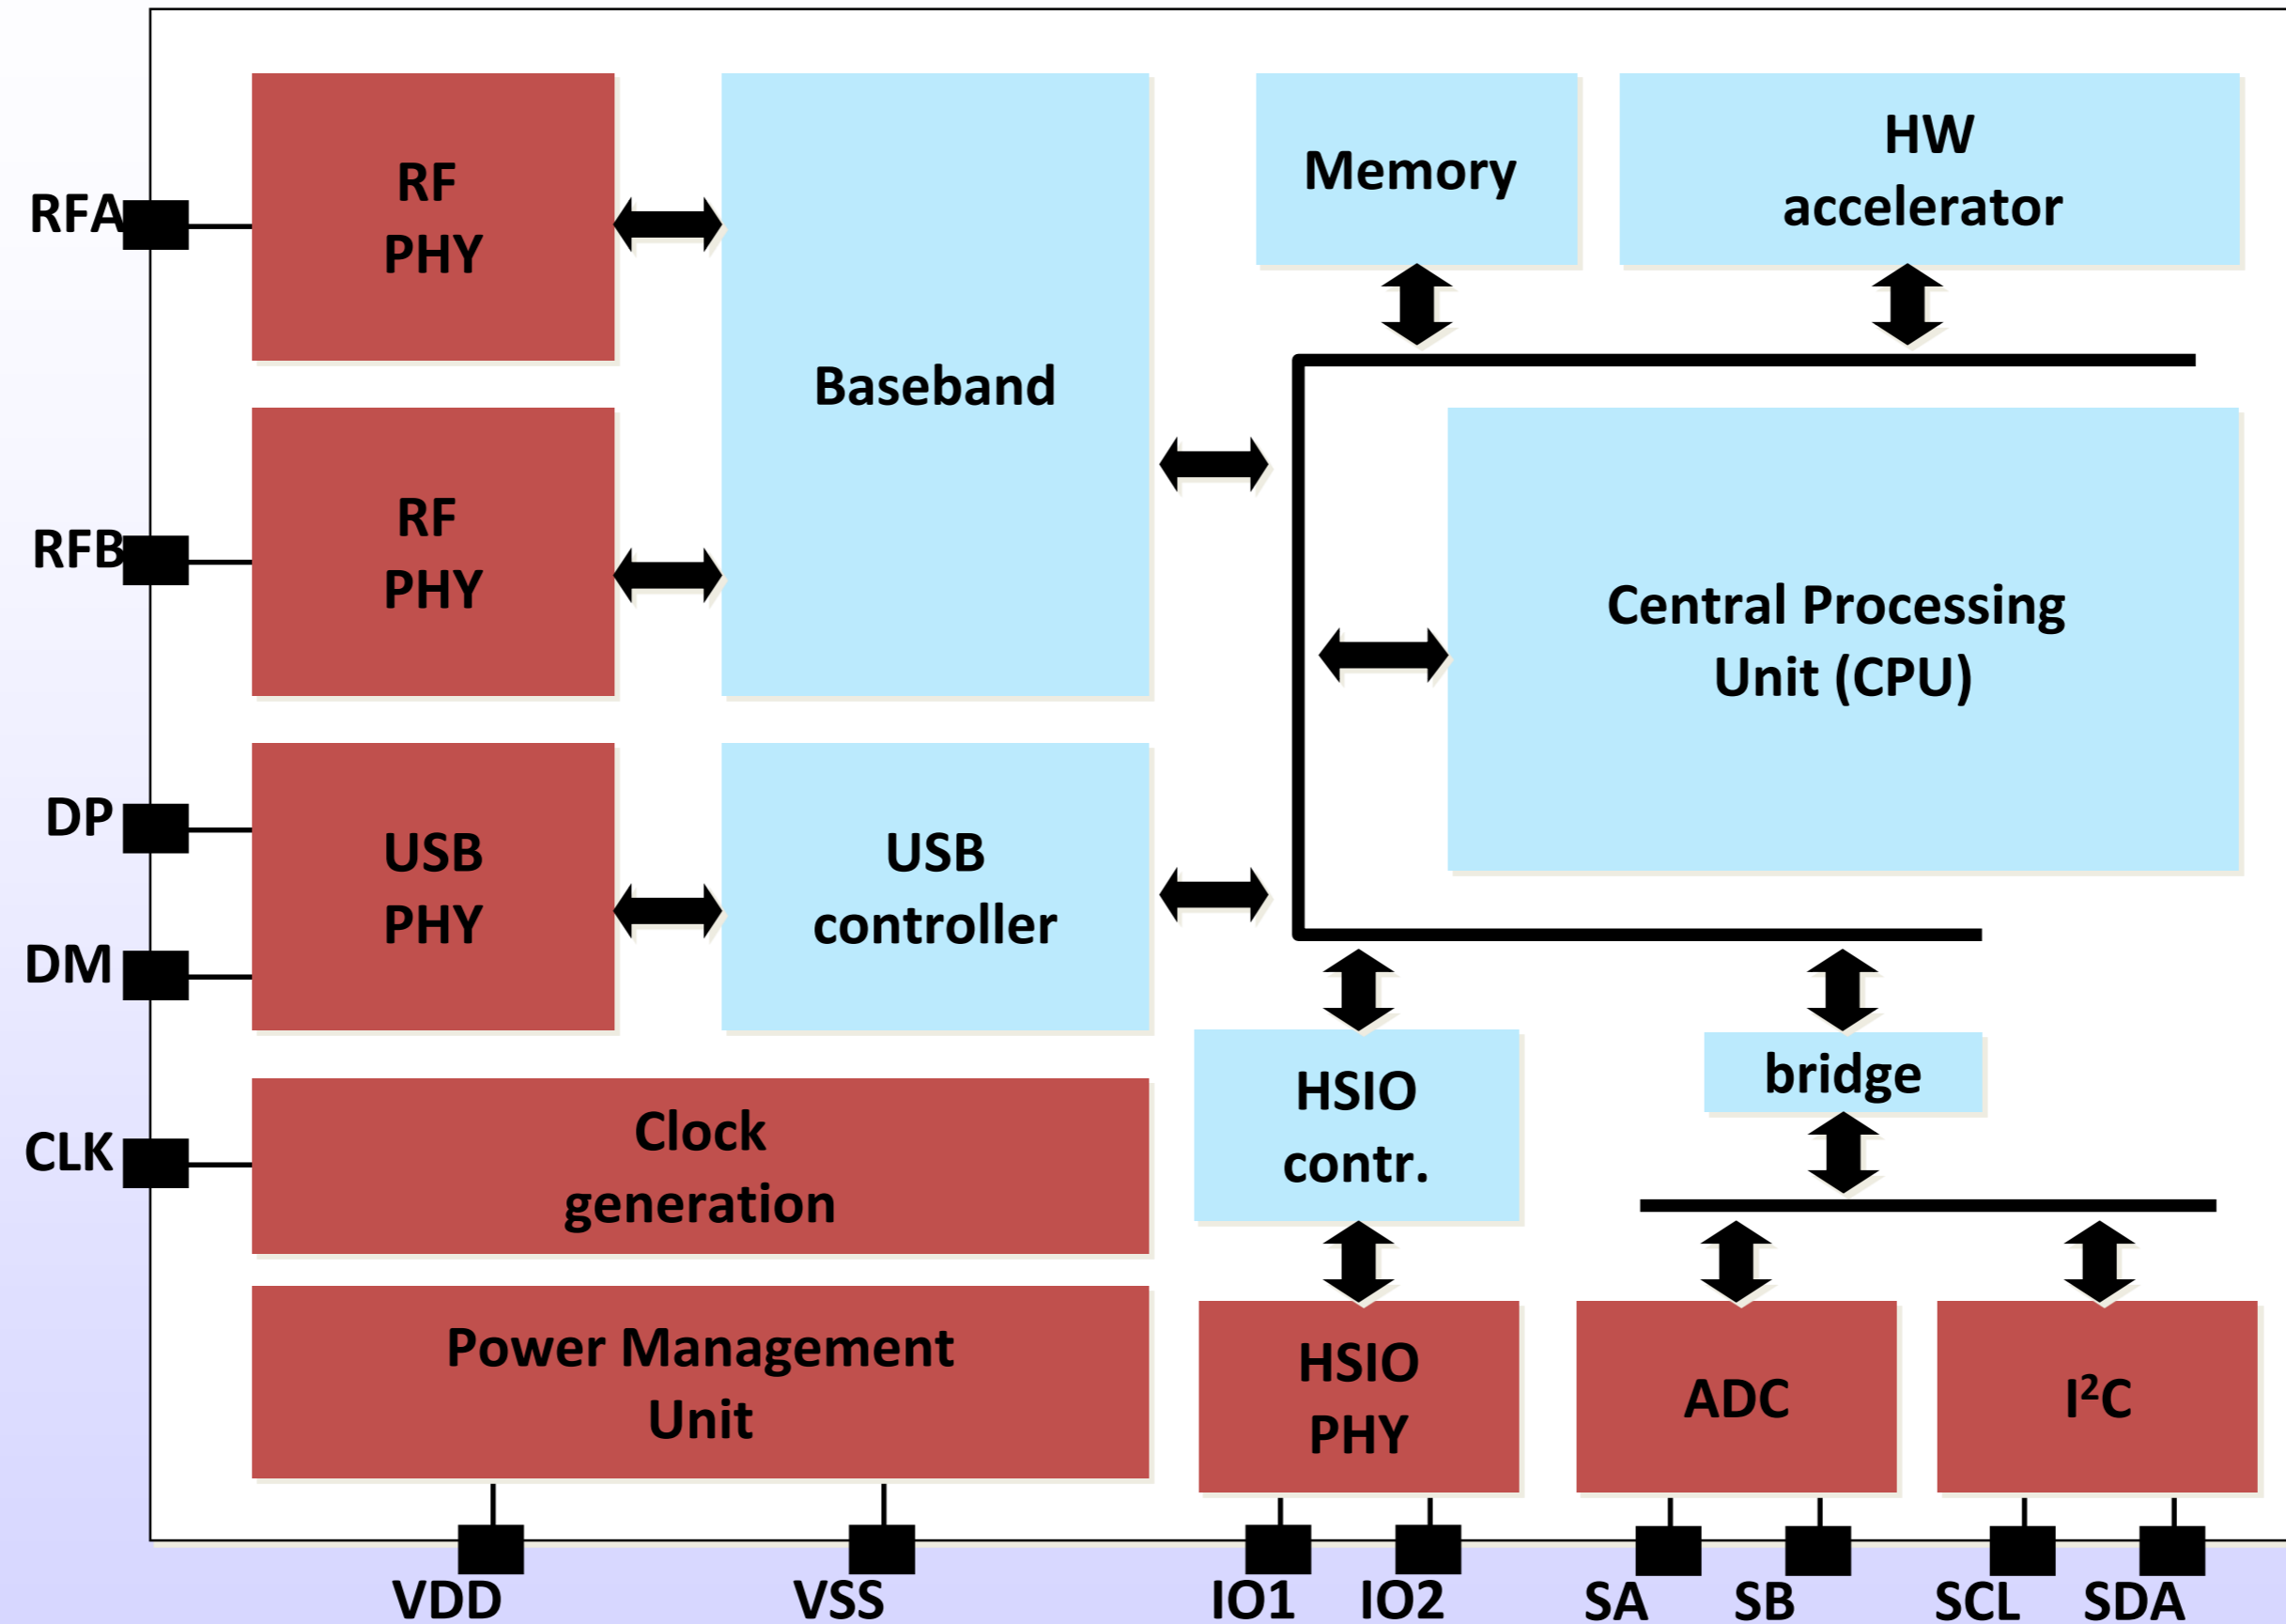 RFA
RF
PHY
Baseband
Memory
HW
accelerator
RFB
RF
PHY
Central Processing
Unit (CPU)
DP
DM
USB
PHY
USB
controller
CLK
Clock
generation
HSIO
contr.
bridge
Power Management
Unit
HSIO
PHY
ADC
I²C
VDD
VSS
IO1
IO2
SA
SB
SCL
SDA